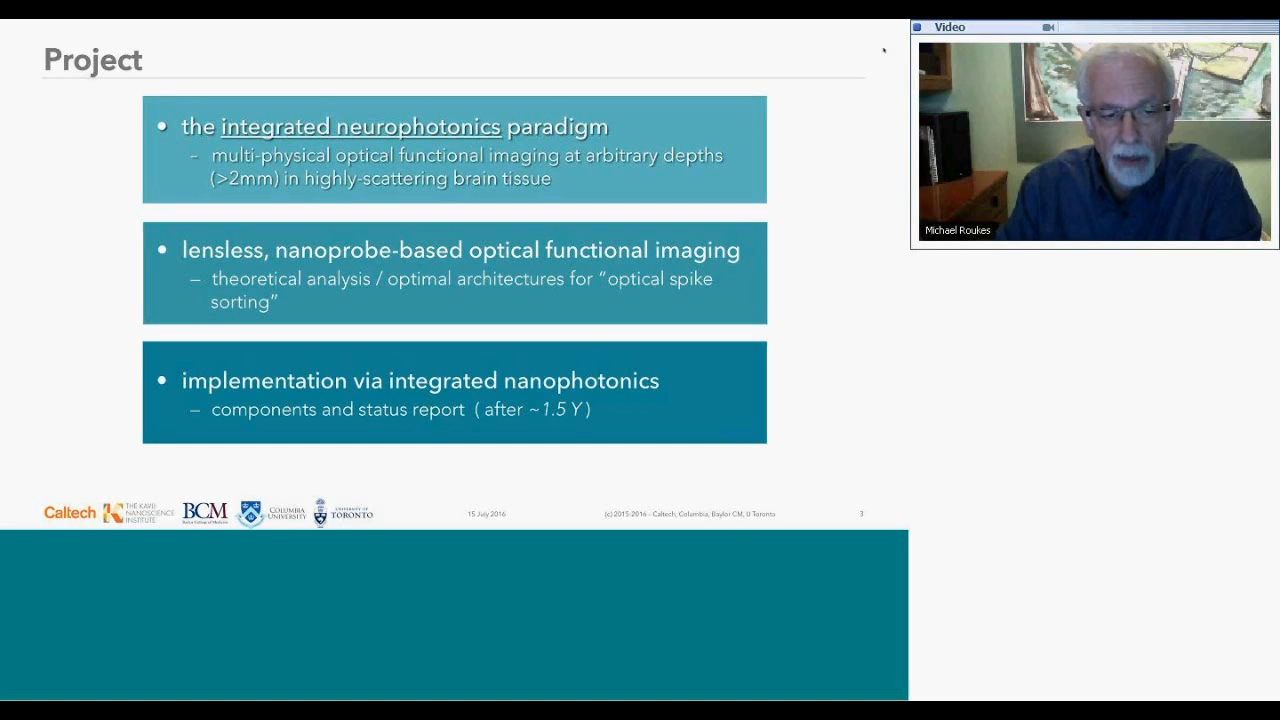 Project
• the integrated neurophotonics paradigm
- multi-physical optical functional imaging at arbitrary depths
(>2mm) in highly-scattering brain tissue
• lensless, nanoprobe-based optical functional imaging
– theoretical analysis / optimal architectures for “optical spike
sorting”
• implementation via integrated nanophotonics
– components and status report ( after ~1.5 Y )
Caltech
THE KAVLI
NANOSCIENCE
INSTITUTE
BCM
Baylor College of Medicine
COLUMBIA
UNIVERSITY
UNIVERSITY OF
TORONTO
15 July 2016
(c) 2015-2016 - Caltech, Columbia, Baylor CM, U Toronto
3
Video
Michael Roukes